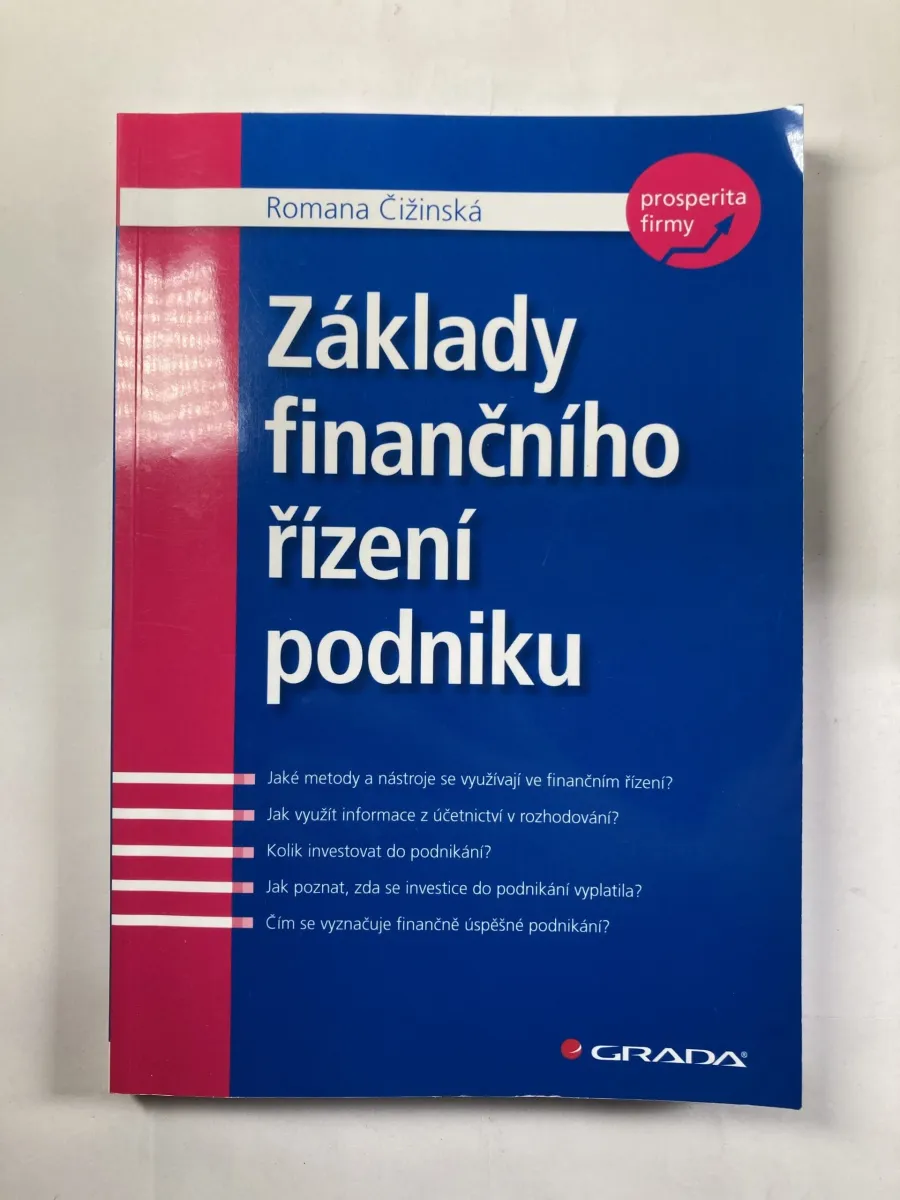 Romana Čižinská
prosperita
firmy
Základy
finančního
řízení
podniku
Jaké metody a nástroje se využívají ve finančním řízení?
Jak využít informace z účetnictví v rozhodování?
Kolik investovat do podnikání?
Jak poznat, zda se investice do podnikání vyplatila?
Čím se vyznačuje finančně úspěšné podnikání?
GRADA®